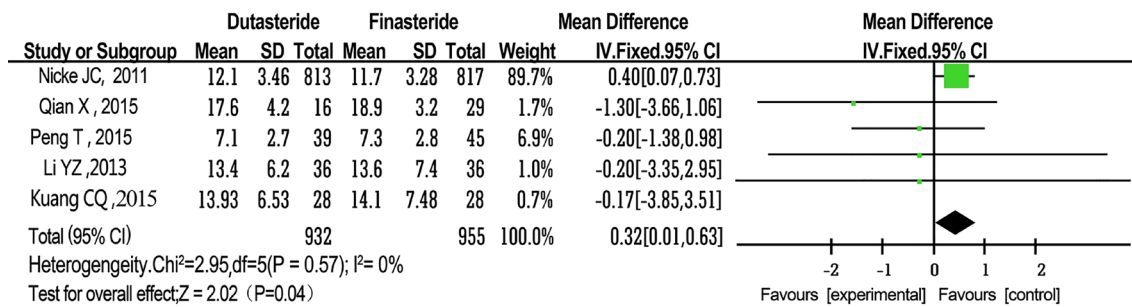 Dutasteride Finasteride Mean Difference Mean Difference
Study or Subgroup Mean SD Total Mean SD Total Weight IV.Fixed.95% CI IV.Fixed.95% CI
Nicke JC, 2011 12.1 3.46 813 11.7 3.28 817 89.7% 0.40[0.07,0.73]
Qian X ,2015 17.6 4.2 16 18.9 3.2 29 1.7% -1.30[-3.66,1.06]
Peng T ,2015 7.1 2.7 39 7.3 2.8 45 6.9% -0.20[-1.38,0.98]
Li YZ ,2013 13.4 6.2 36 13.6 7.4 36 1.0% -0.20[-3.35,2.95]
Kuang CQ ,2015 13.93 6.53 28 14.1 7.48 28 0.7% -0.17[-3.85,3.51]
Total (95% CI) 932 955 100.0% 0.32[0.01,0.63]
Heterogengeity.Chi²=2.95,df=5(P = 0.57); I²= 0%
Test for overall effect;Z = 2.02 (P=0.04)
-2 -1 0 1 2
Favours [experimental] Favours [control]